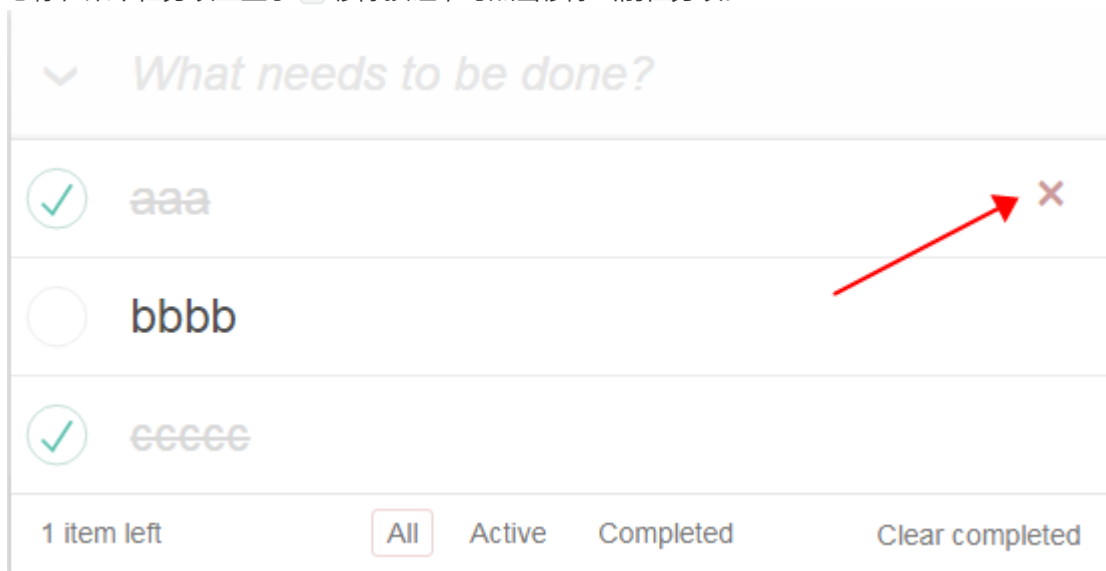 What needs to be done?
aaa
bbbb
ccccc
1 item left All Active Completed Clear completed